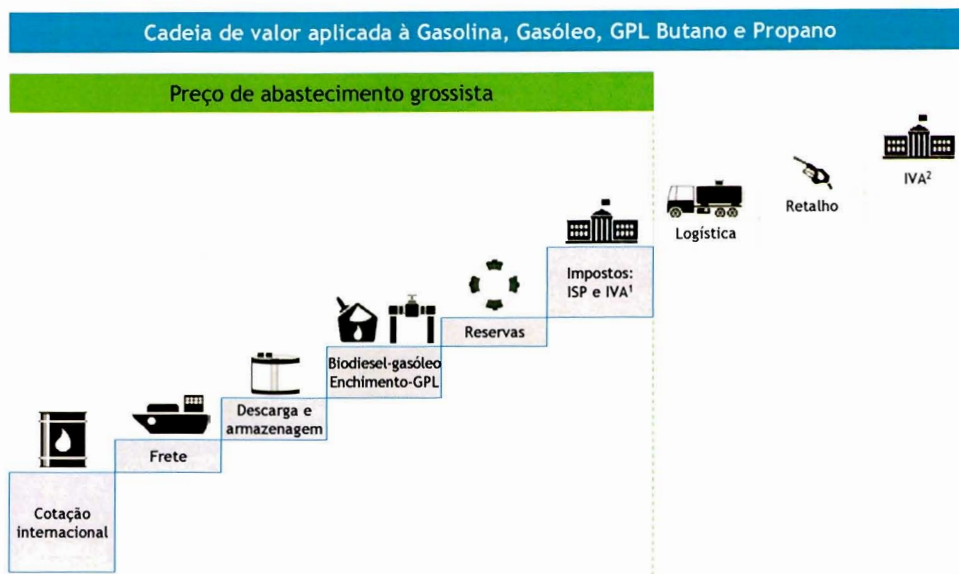 Cadeia de valor aplicada à Gasolina, Gasóleo, GPL Butano e Propano
Preço de abastecimento grossista
IVA²
Retalho
Logística
Impostos:
ISP e IVA¹
Reservas
Biodiesel-gasóleo
Enchimento-GPL
Descarga e
armazenagem
Frete
Cotação
internacional